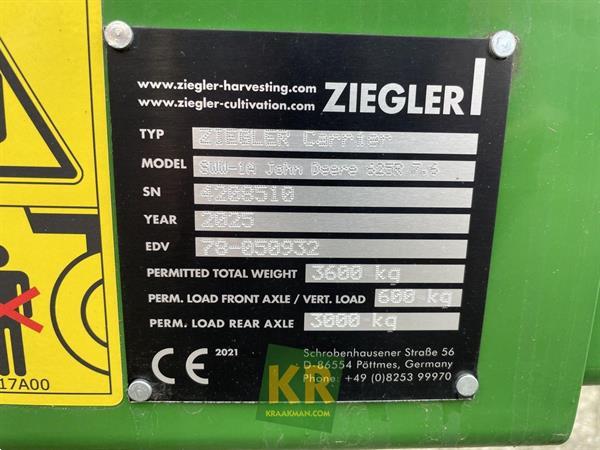 www.ziegler-harvesting.com
www.ziegler-cultivation.com
ZIEGLER
TYP ZIEGLER Carrier
MODEL SWW-1A John Deere 625R 7.6
SN 4208510
YEAR 2025
EDV 78-050932
PERMITTED TOTAL WEIGHT 3600 kg
PERM. LOAD FRONT AXLE / VERT. LOAD 600 kg
PERM. LOAD REAR AXLE 3000 kg
CE 2021
Schrobenhausener Straße 56
D-86554 Pöttmes, Germany
Phone: +49 (0)8253 99970
17A00
KR
KRAAKMAN.COM